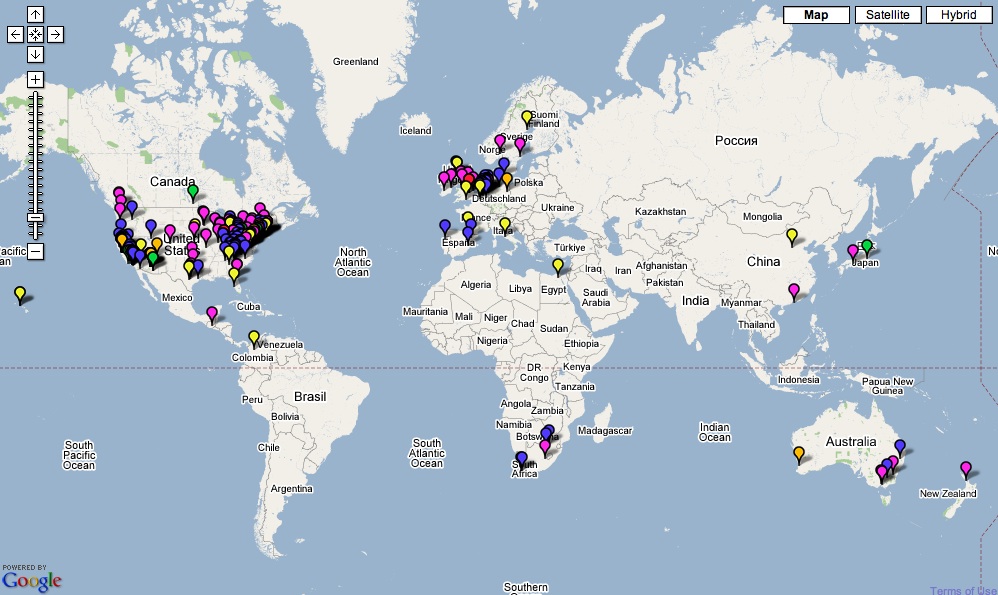 Map
Satellite
Hybrid
Greenland
Iceland
Suomi
Finland
Sverige
Norge
Россия
Canada
Polska
Deutschland
Ukraine
Kazakhstan
Mongolia
United
States
España
Italia
Türkiye
China
Japan
North
Atlantic
Ocean
Iraq
Iran
Afghanistan
Pakistan
Algeria
Libya
Egypt
Saudi
Arabia
India
Myanmar
Mexico
Cuba
Mauritania
Mali
Niger
Chad
Sudan
Thailand
Nigeria
Ethiopia
Venezuela
Colombia
DR
Congo
Kenya
Tanzania
Indonesia
Papua New
Guinea
Peru
Brasil
Angola
Zambia
Bolivia
Namibia
Botswana
Madagascar
Indian
Ocean
Chile
South
Pacific
Ocean
South
Atlantic
Ocean
South
Africa
Australia
Argentina
New Zealand
POWERED BY
Google
Southern
Terms of Use